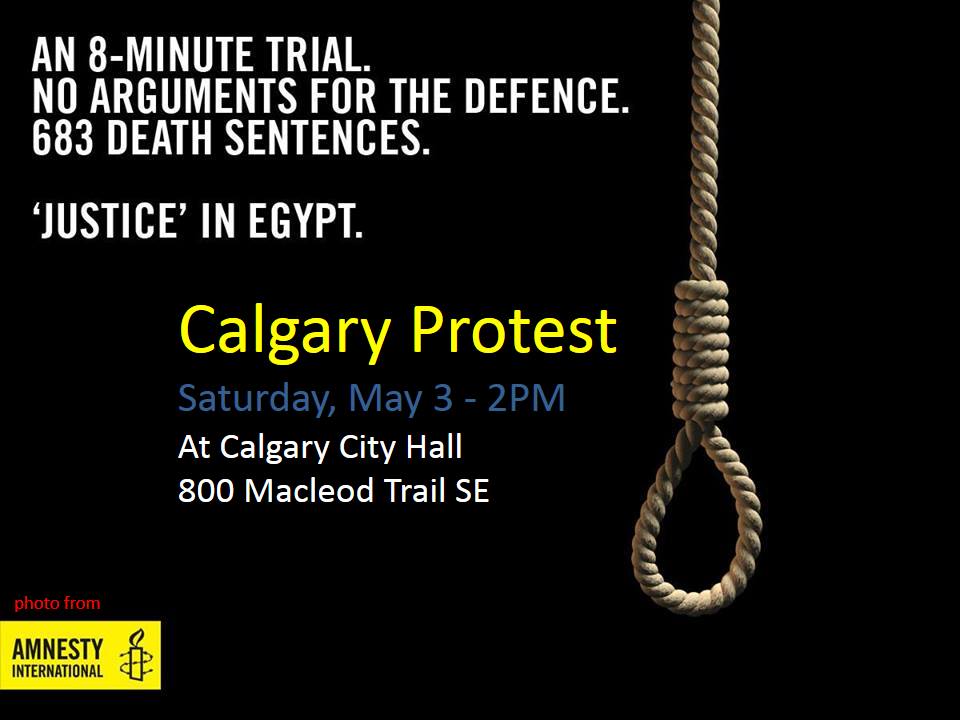 AN 8-MINUTE TRIAL.
NO ARGUMENTS FOR THE DEFENCE.
683 DEATH SENTENCES.
‘JUSTICE’ IN EGYPT.
Calgary Protest
Saturday, May 3 - 2PM
At Calgary City Hall
800 Macleod Trail SE
photo from
AMNESTY
INTERNATIONAL